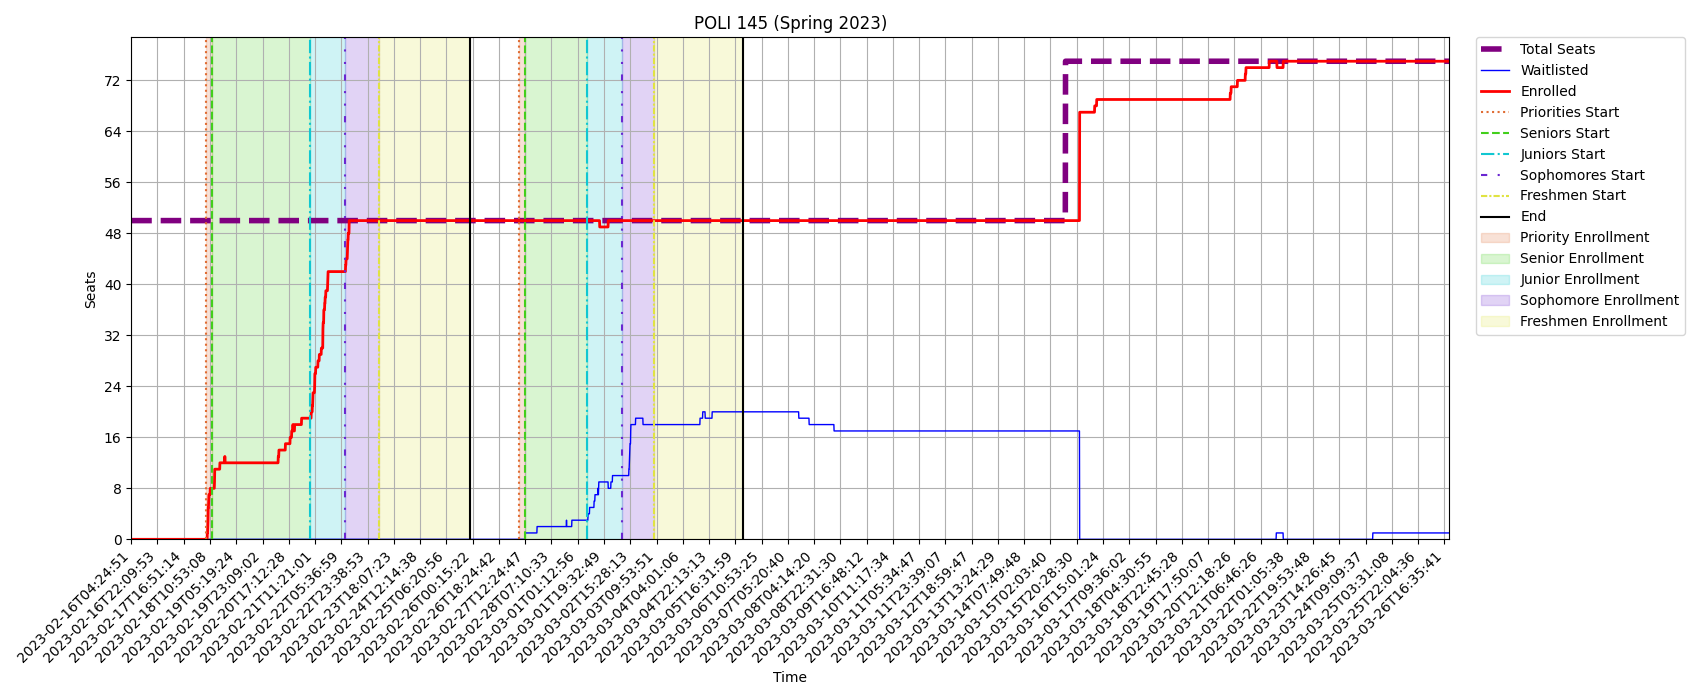 POLI 145 (Spring 2023)
Total Seats
Waitlisted
Enrolled
Priorities Start
Seniors Start
Juniors Start
Sophomores Start
Freshmen Start
End
Priority Enrollment
Senior Enrollment
Junior Enrollment
Sophomore Enrollment
Freshmen Enrollment
Seats
72
64
56
48
40
32
24
16
8
0
2023-02-16T04:24:51
2023-02-16T22:09:53
2023-02-17T16:51:14
2023-02-18T10:53:08
2023-02-19T05:19:24
2023-02-19T23:09:02
2023-02-20T17:12:28
2023-02-21T11:21:01
2023-02-22T05:36:59
2023-02-22T23:38:53
2023-02-23T18:07:23
2023-02-24T12:14:38
2023-02-25T06:20:56
2023-02-26T00:15:22
2023-02-26T18:24:42
2023-02-27T12:24:47
2023-02-28T07:10:33
2023-03-01T01:12:56
2023-03-01T19:32:49
2023-03-02T15:28:13
2023-03-03T09:53:51
2023-03-04T04:01:06
2023-03-04T22:13:13
2023-03-05T16:31:59
2023-03-06T10:53:25
2023-03-07T05:20:40
2023-03-08T04:14:20
2023-03-08T22:31:30
2023-03-09T16:48:12
2023-03-10T11:17:34
2023-03-11T05:34:47
2023-03-11T23:39:07
2023-03-12T18:59:47
2023-03-13T13:24:29
2023-03-14T07:49:48
2023-03-15T02:03:40
2023-03-15T20:28:30
2023-03-16T15:01:24
2023-03-17T09:36:02
2023-03-18T04:30:55
2023-03-18T22:45:28
2023-03-19T17:50:07
2023-03-20T12:18:26
2023-03-21T06:46:26
2023-03-22T01:05:38
2023-03-22T19:53:48
2023-03-23T14:26:45
2023-03-24T09:09:37
2023-03-25T03:31:08
2023-03-25T22:04:36
2023-03-26T16:35:41
Time